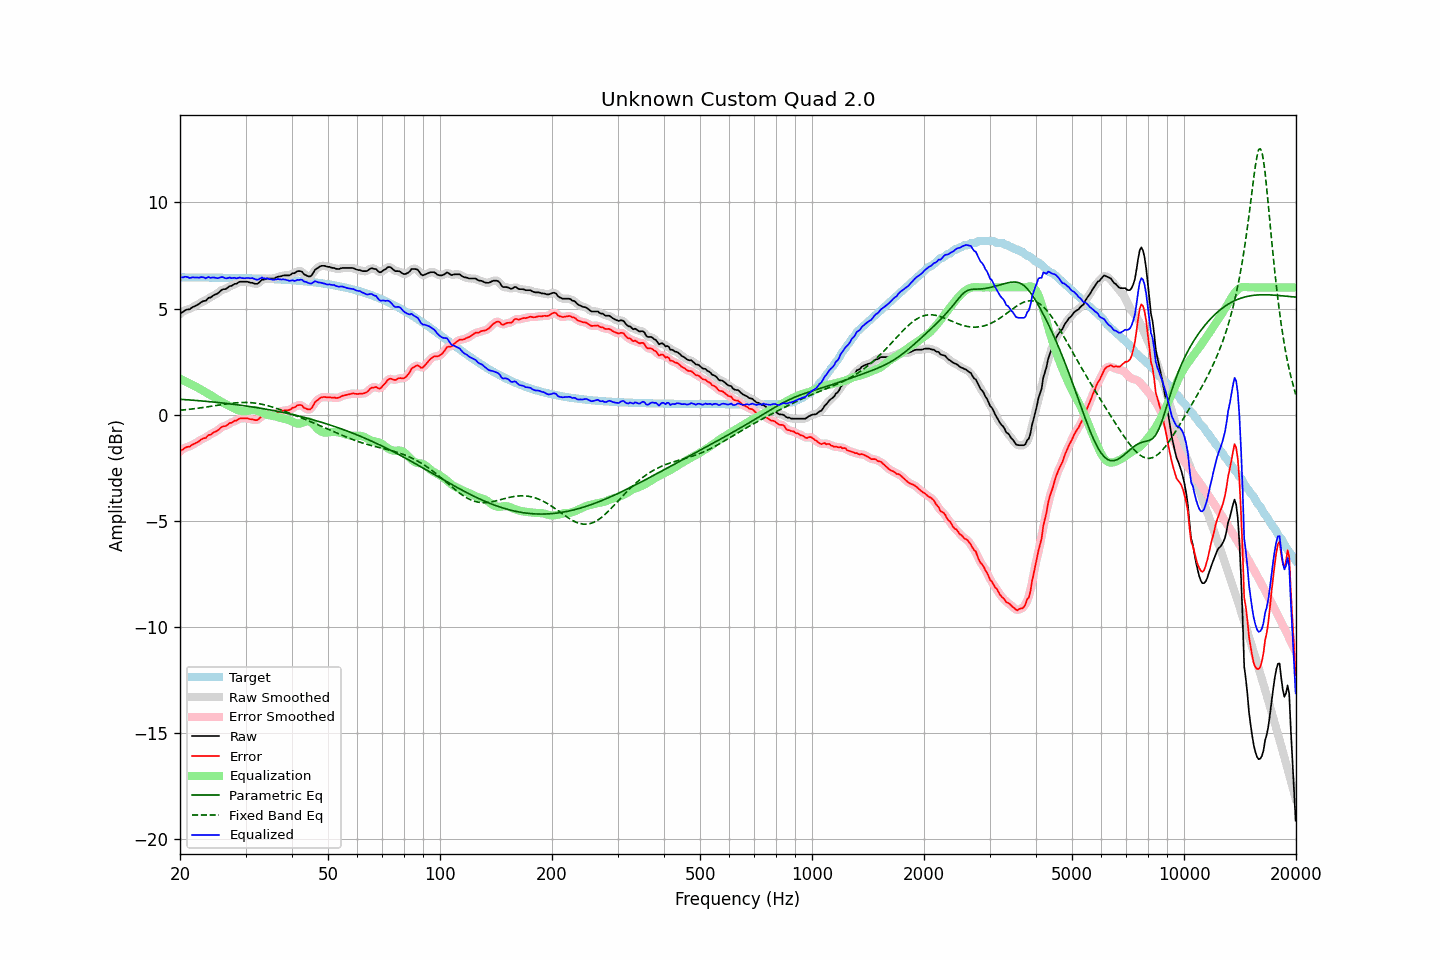 Unknown Custom Quad 2.0
Amplitude (dBr)
10
5
0
−5
−10
−15
−20
Target
Raw Smoothed
Error Smoothed
Raw
Error
Equalization
Parametric Eq
Fixed Band Eq
Equalized
20 50 100 200 500 1000 2000 5000 10000 20000
Frequency (Hz)